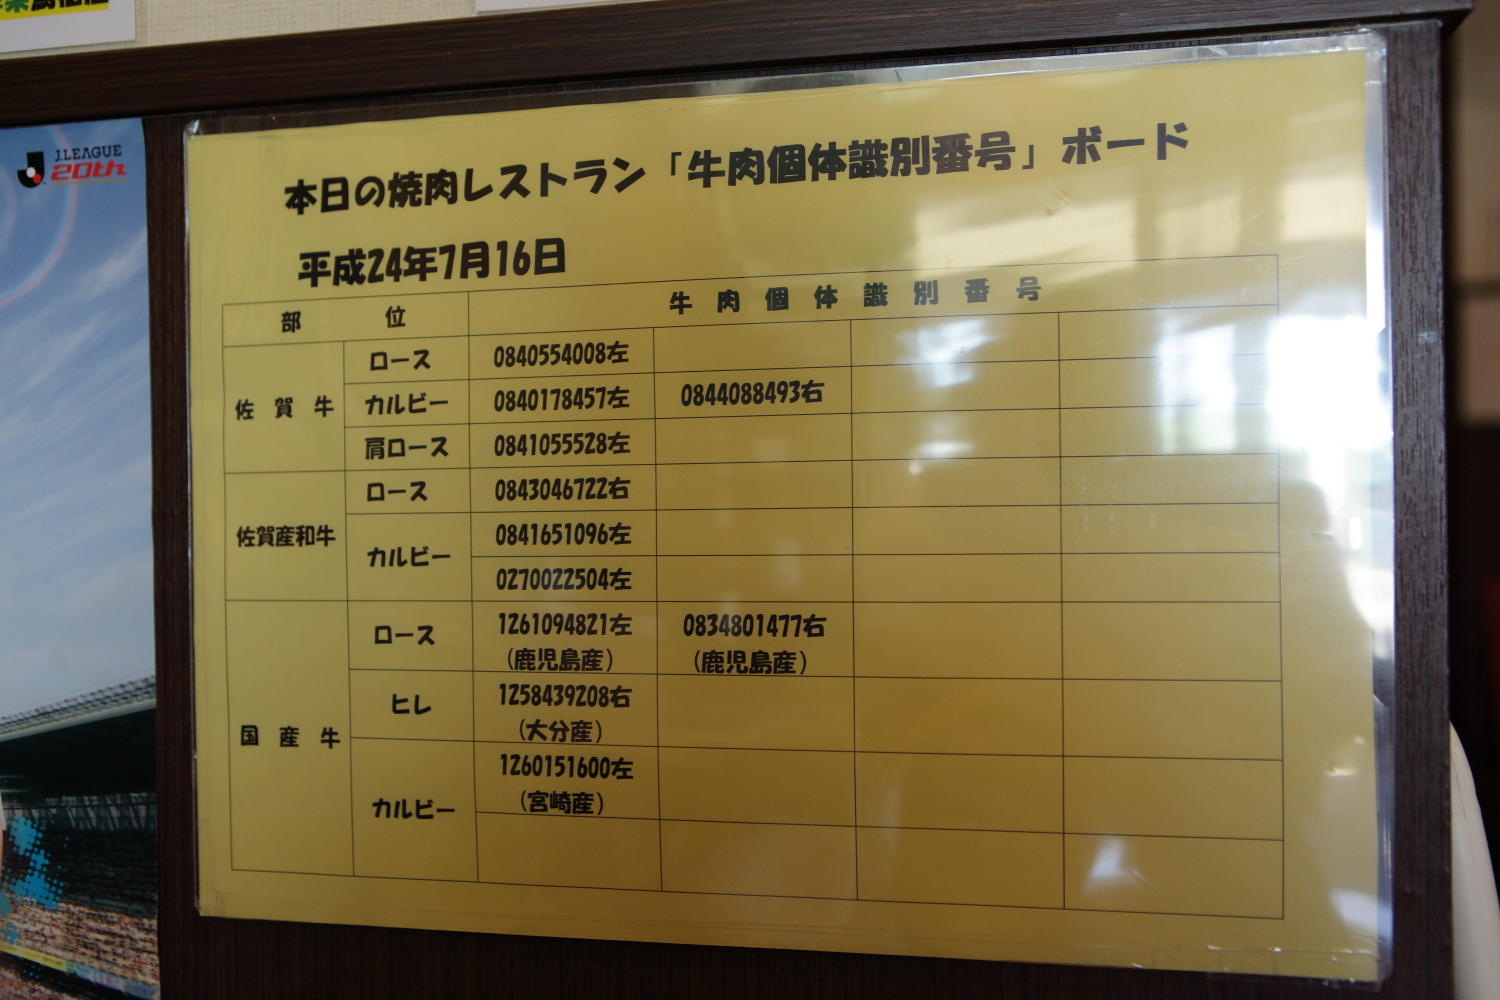 J.LEAGUE
20th
本日の焼肉レストラン「牛肉個体識別番号」ボード
平成24年7月16日
部 位 牛肉個体識別番号
佐賀牛 ロース 0840554008左
カルビー 0840178457左 0844088493右
肩ロース 0841055528左
佐賀産和牛 ロース 0843046722右
カルビー 0841651096左
0270022504左
国産牛 ロース 1261094821左 0834801477右
(鹿児島産) (鹿児島産)
ヒレ 1258439208右
(大分産)
カルビー 1260151600左
(宮崎産)